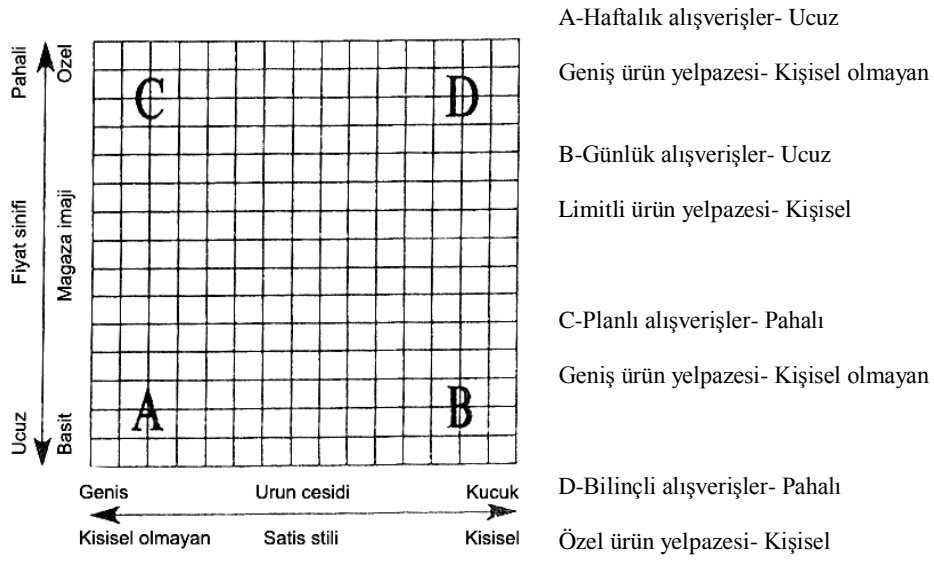 A-Haftalık alışverişler- Ucuz
Geniş ürün yelpazesi- Kişisel olmayan
B-Günlük alışverişler- Ucuz
Limitli ürün yelpazesi- Kişisel
C-Planlı alışverişler- Pahalı
Geniş ürün yelpazesi- Kişisel olmayan
D-Bilinçli alışverişler- Pahalı
Özel ürün yelpazesi- Kişisel
Pahali
Ozel
Fiyat sinifi
Magaza imaji
Ucuz
Basit
C
D
A
B
Genis Urun cesidi Kucuk
Kisisel olmayan Satis stili Kisisel